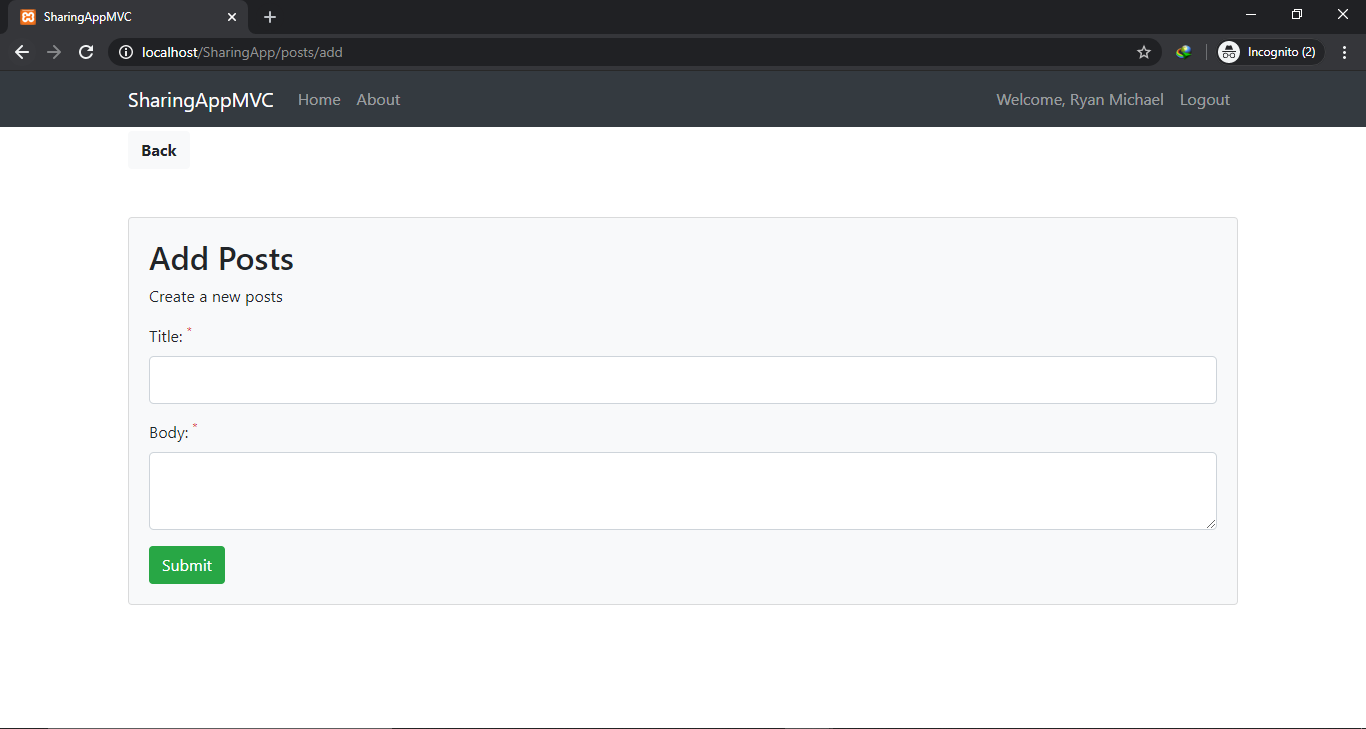 SharingAppMVC
localhost/SharingApp/posts/add
Incognito (2)
SharingAppMVC Home About Welcome, Ryan Michael Logout
Back
Add Posts
Create a new posts
Title: *
Body: *
Submit